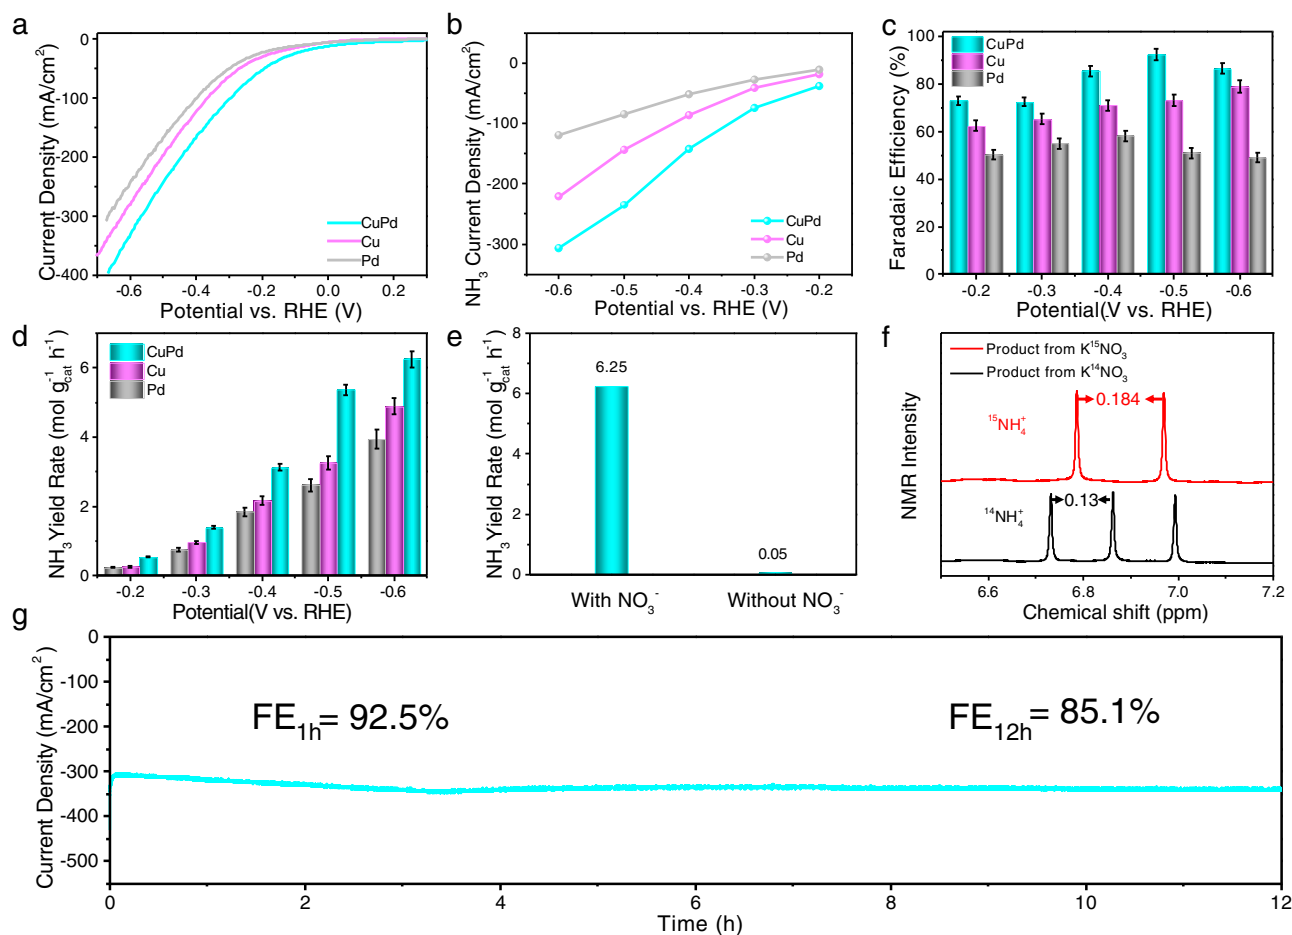 a
Current Density (mA/cm²)
0
-100
-200
-300
-400
-0.6
-0.4
-0.2
0.0
0.2
Potential vs. RHE (V)
CuPd
Cu
Pd
b
NH₃ Current Density (mA/cm²)
0
-100
-200
-300
-0.6
-0.5
-0.4
-0.3
-0.2
Potential vs. RHE (V)
CuPd
Cu
Pd
c
Faradaic Efficiency (%)
100
80
60
40
20
0
CuPd
Cu
Pd
-0.2
-0.3
-0.4
-0.5
-0.6
Potential(V vs. RHE)
d
NH₃ Yield Rate (mol g⁻¹cat h⁻¹)
6
4
2
0
CuPd
Cu
Pd
-0.2
-0.3
-0.4
-0.5
-0.6
Potential(V vs. RHE)
e
NH₃ Yield Rate (mol g⁻¹cat h⁻¹)
8
6
4
2
0
6.25
0.05
With NO₃⁻
Without NO₃⁻
f
NMR Intensity
Product from K¹⁵NO₃
Product from K¹⁴NO₃
0.184
¹⁵NH₄⁺
0.13
¹⁴NH₄⁺
6.6
6.8
7.0
7.2
Chemical shift (ppm)
g
Current Density (mA/cm²)
0
-100
-200
-300
-400
-500
FE₁ₕ= 92.5%
FE₁₂ₕ= 85.1%
0
2
4
6
8
10
12
Time (h)